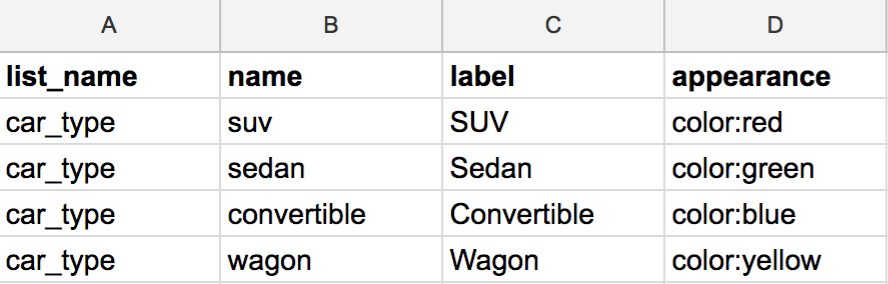 A B C D
list_name name label appearance
car_type suv SUV color:red
car_type sedan Sedan color:green
car_type convertible Convertible color:blue
car_type wagon Wagon color:yellow